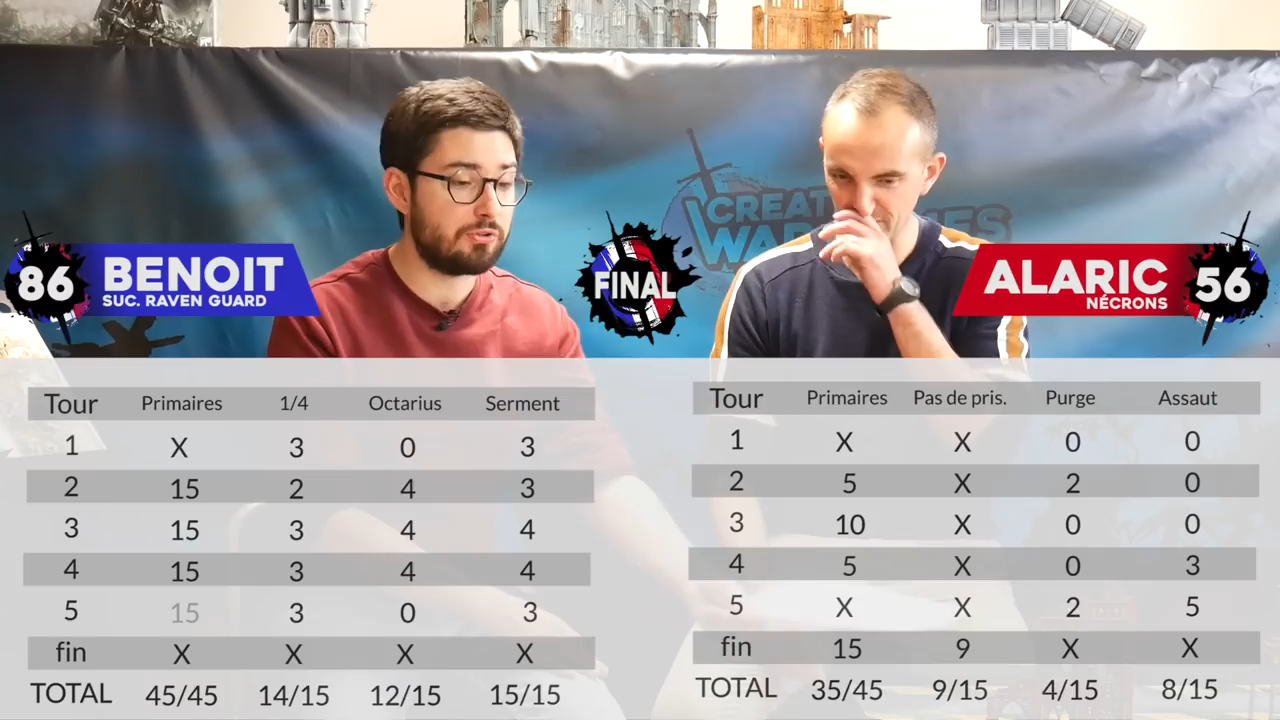 CREAT
WAR
MES
86
BENOIT
SUC. RAVEN GUARD
FINAL
ALARIC
NÉCRONS
56
Tour Primaires 1/4 Octarius Serment
1 X 3 0 3
2 15 2 4 3
3 15 3 4 4
4 15 3 4 4
5 15 3 0 3
fin X X X X
TOTAL 45/45 14/15 12/15 15/15
Tour Primaires Pas de pris. Purge Assaut
1 X X 0 0
2 5 X 2 0
3 10 X 0 0
4 5 X 0 3
5 X X 2 5
fin 15 9 X X
TOTAL 35/45 9/15 4/15 8/15